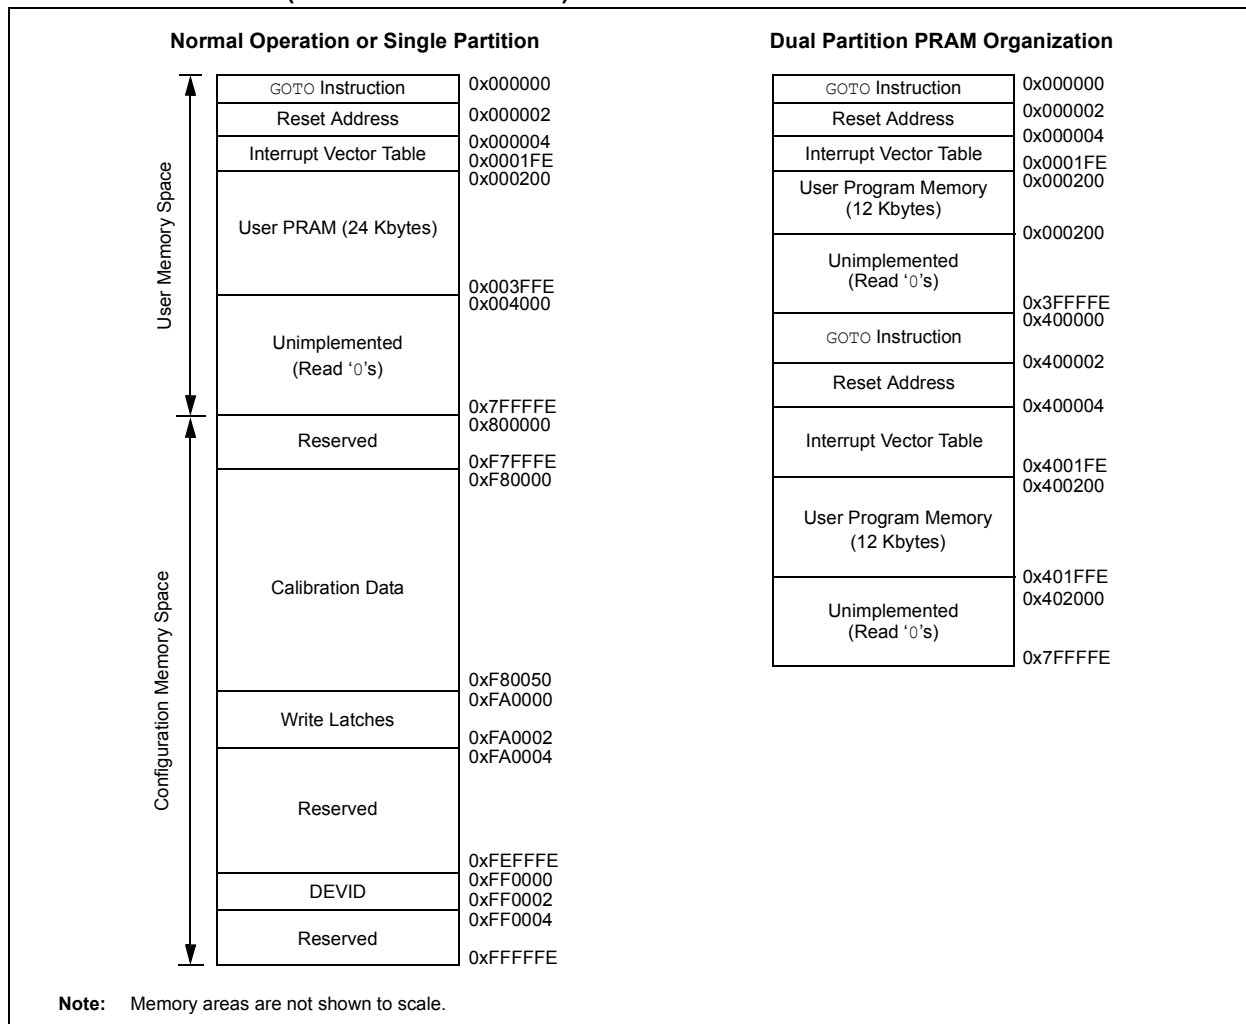 Normal Operation or Single Partition
GOTO Instruction
0x000000
Reset Address
0x000002
Interrupt Vector Table
0x000004
0x0001FE
0x000200
User PRAM (24 Kbytes)
0x003FFE
0x004000
Unimplemented
(Read ‘0’s)
0x7FFFFE
0x800000
Reserved
0xF7FFFE
0xF80000
Calibration Data
0xF80050
0xFA0000
Write Latches
0xFA0002
0xFA0004
Reserved
0xFEFFFE
0xFF0000
DEVID
0xFF0002
0xFF0004
Reserved
0xFFFFFE
User Memory Space
Configuration Memory Space
Dual Partition PRAM Organization
GOTO Instruction
0x000000
Reset Address
0x000002
0x000004
Interrupt Vector Table
0x0001FE
0x000200
User Program Memory
(12 Kbytes)
0x000200
Unimplemented
(Read ‘0’s)
0x3FFFFE
0x400000
GOTO Instruction
0x400002
Reset Address
0x400004
Interrupt Vector Table
0x4001FE
0x400200
User Program Memory
(12 Kbytes)
0x401FFE
0x402000
Unimplemented
(Read ‘0’s)
0x7FFFFE
Note: Memory areas are not shown to scale.